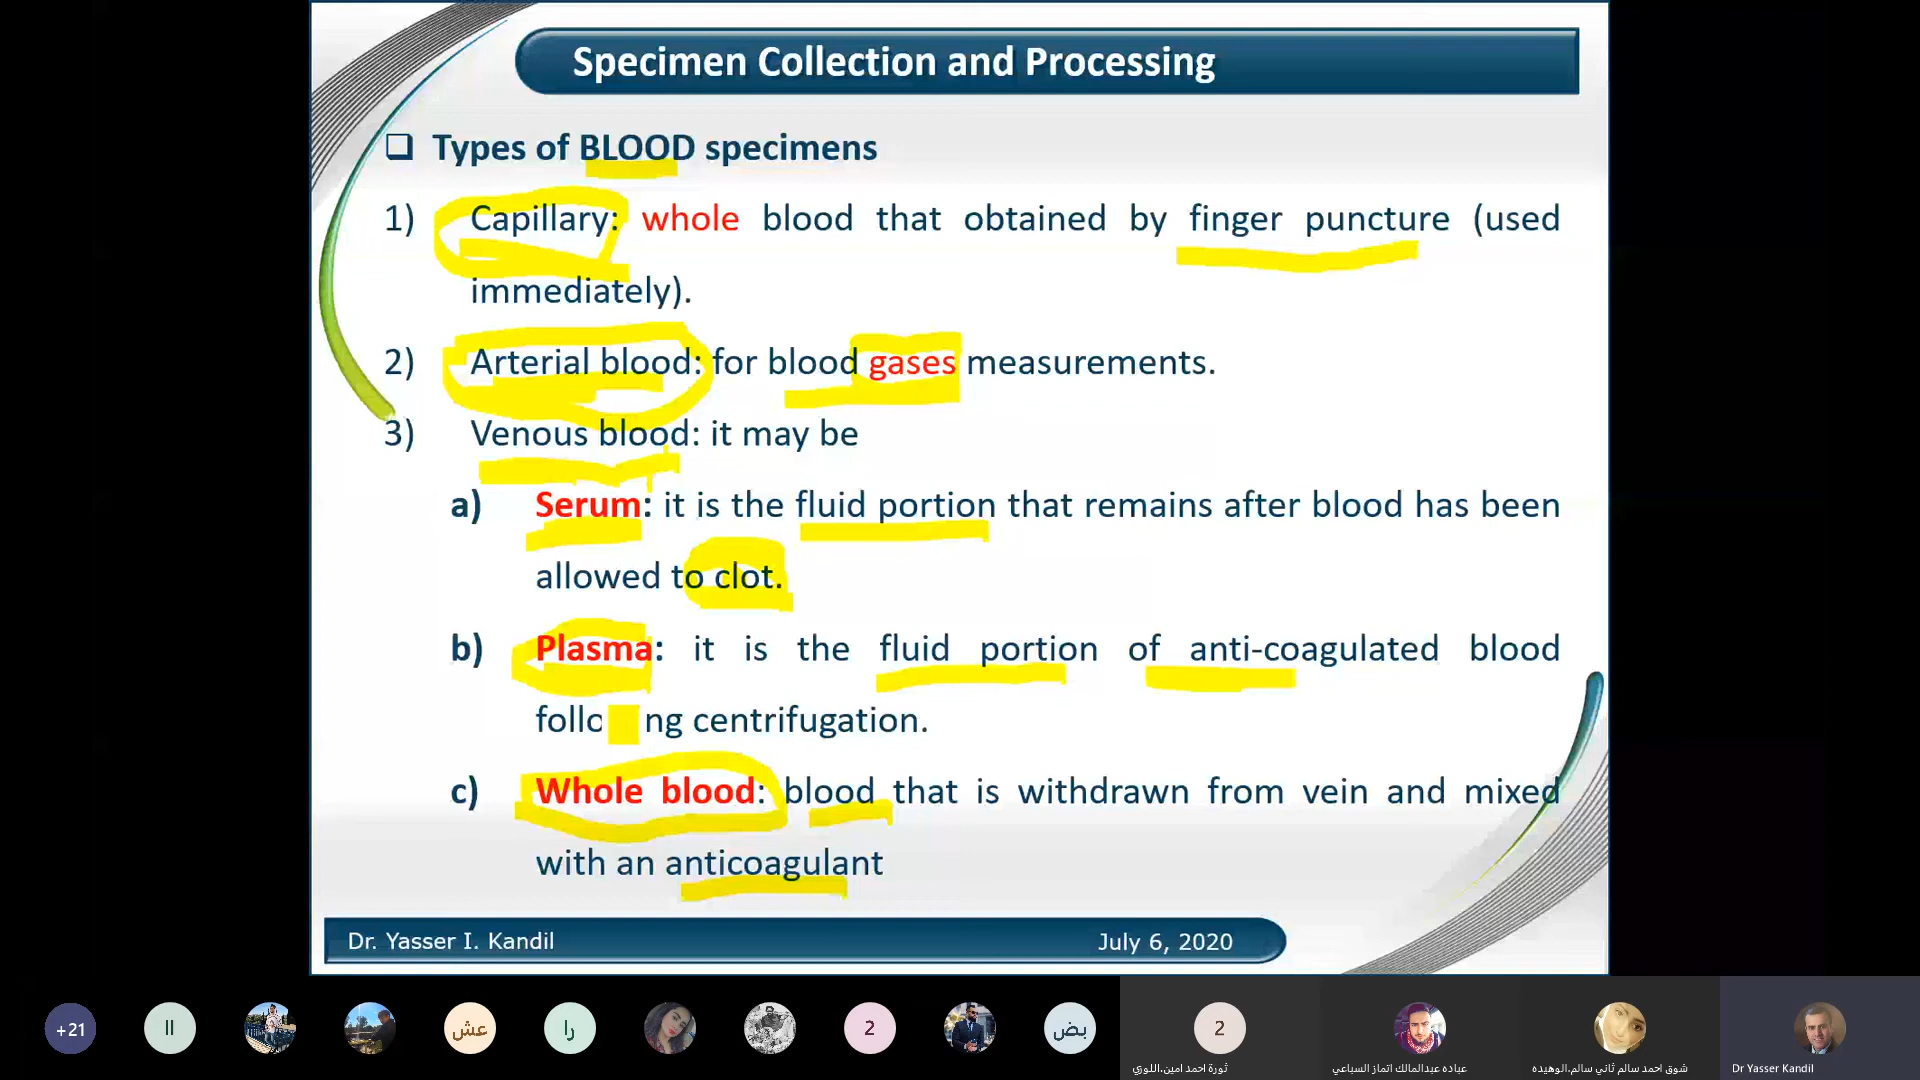 Specimen Collection and Processing
Types of BLOOD specimens
1) Capillary: whole blood that obtained by finger puncture (used
immediately).
2) Arterial blood: for blood gases measurements.
3) Venous blood: it may be
a) Serum: it is the fluid portion that remains after blood has been
allowed to clot.
b) Plasma: it is the fluid portion of anti-coagulated blood
follo ng centrifugation.
c) Whole blood: blood that is withdrawn from vein and mixed
with an anticoagulant
Dr. Yasser I. Kandil July 6, 2020
+21 اا عش را 2 بض 2
ثورة احمد امين.اللوزي عباده عبدالمالك اتماز السباعي شوق احمد سالم ثاني سالم.الوهيده Dr Yasser Kandil